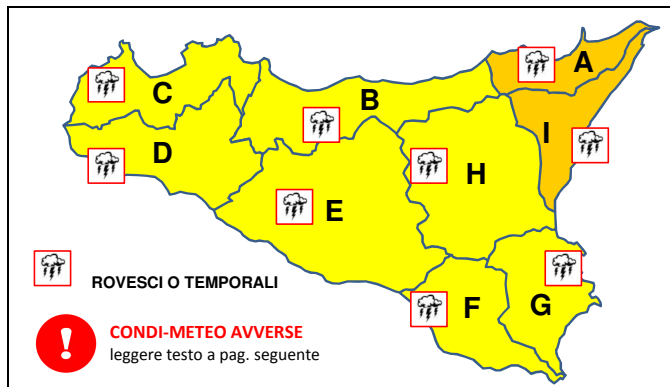 A
C
B
I
D
H
E
F
G
ROVESCI O TEMPORALI
! CONDI-METEO AVVERSE
leggere testo a pag. seguente